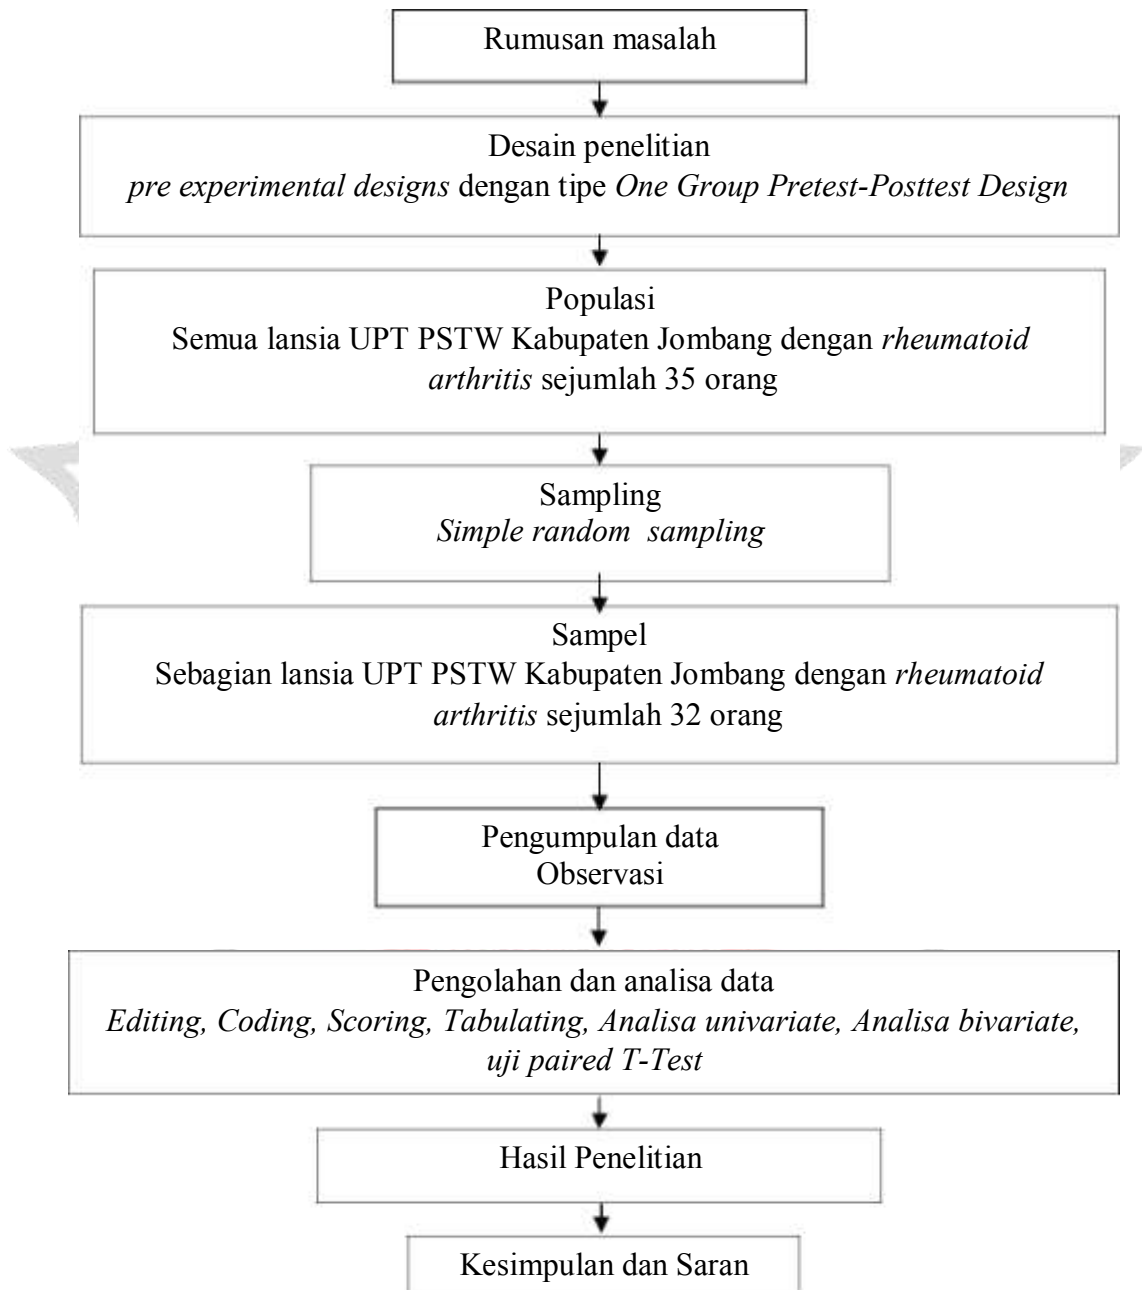 Rumusan masalah
Desain penelitian
pre experimental designs dengan tipe One Group Pretest-Posttest Design
Populasi
Semua lansia UPT PSTW Kabupaten Jombang dengan rheumatoid
arthritis sejumlah 35 orang
Sampling
Simple random sampling
Sampel
Sebagian lansia UPT PSTW Kabupaten Jombang dengan rheumatoid
arthritis sejumlah 32 orang
Pengumpulan data
Observasi
Pengolahan dan analisa data
Editing, Coding, Scoring, Tabulating, Analisa univariate, Analisa bivariate,
uji paired T-Test
Hasil Penelitian
Kesimpulan dan Saran